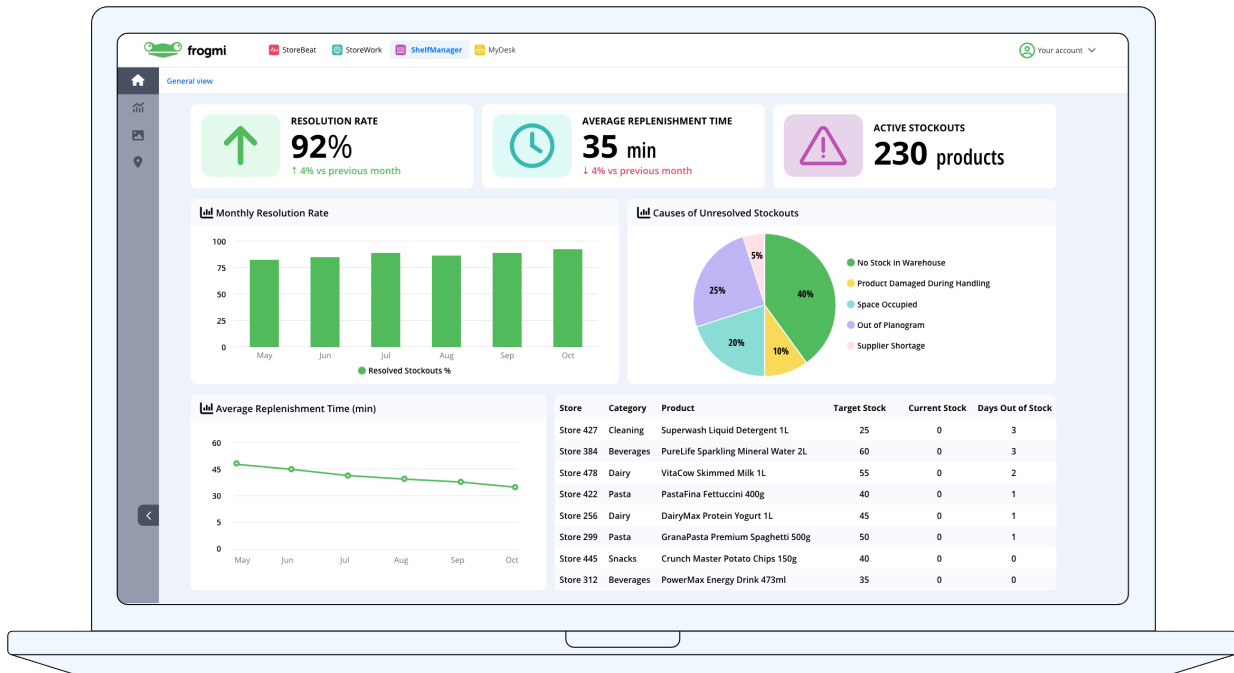 frogmi StoreBeat StoreWork ShelfManager MyDesk Your account
General view
RESOLUTION RATE
92%
↑ 4% vs previous month
AVERAGE REPLENISHMENT TIME
35 min
↓ 4% vs previous month
ACTIVE STOCKOUTS
230 products
Monthly Resolution Rate
100
75
50
25
0
May Jun Jul Aug Sep Oct
Resolved Stockouts %
Causes of Unresolved Stockouts
5%
25%
40%
20%
10%
No Stock in Warehouse
Product Damaged During Handling
Space Occupied
Out of Planogram
Supplier Shortage
Average Replenishment Time (min)
60
45
30
5
0
May Jun Jul Aug Sep Oct
Store Category Product Target Stock Current Stock Days Out of Stock
Store 427 Cleaning Superwash Liquid Detergent 1L 25 0 3
Store 384 Beverages PureLife Sparkling Mineral Water 2L 60 0 3
Store 478 Dairy VitaCow Skimmed Milk 1L 55 0 2
Store 422 Pasta PastaFina Fettuccini 400g 40 0 1
Store 256 Dairy DairyMax Protein Yogurt 1L 45 0 1
Store 299 Pasta GranaPasta Premium Spaghetti 500g 50 0 1
Store 445 Snacks Crunch Master Potato Chips 150g 40 0 0
Store 312 Beverages PowerMax Energy Drink 473ml 35 0 0